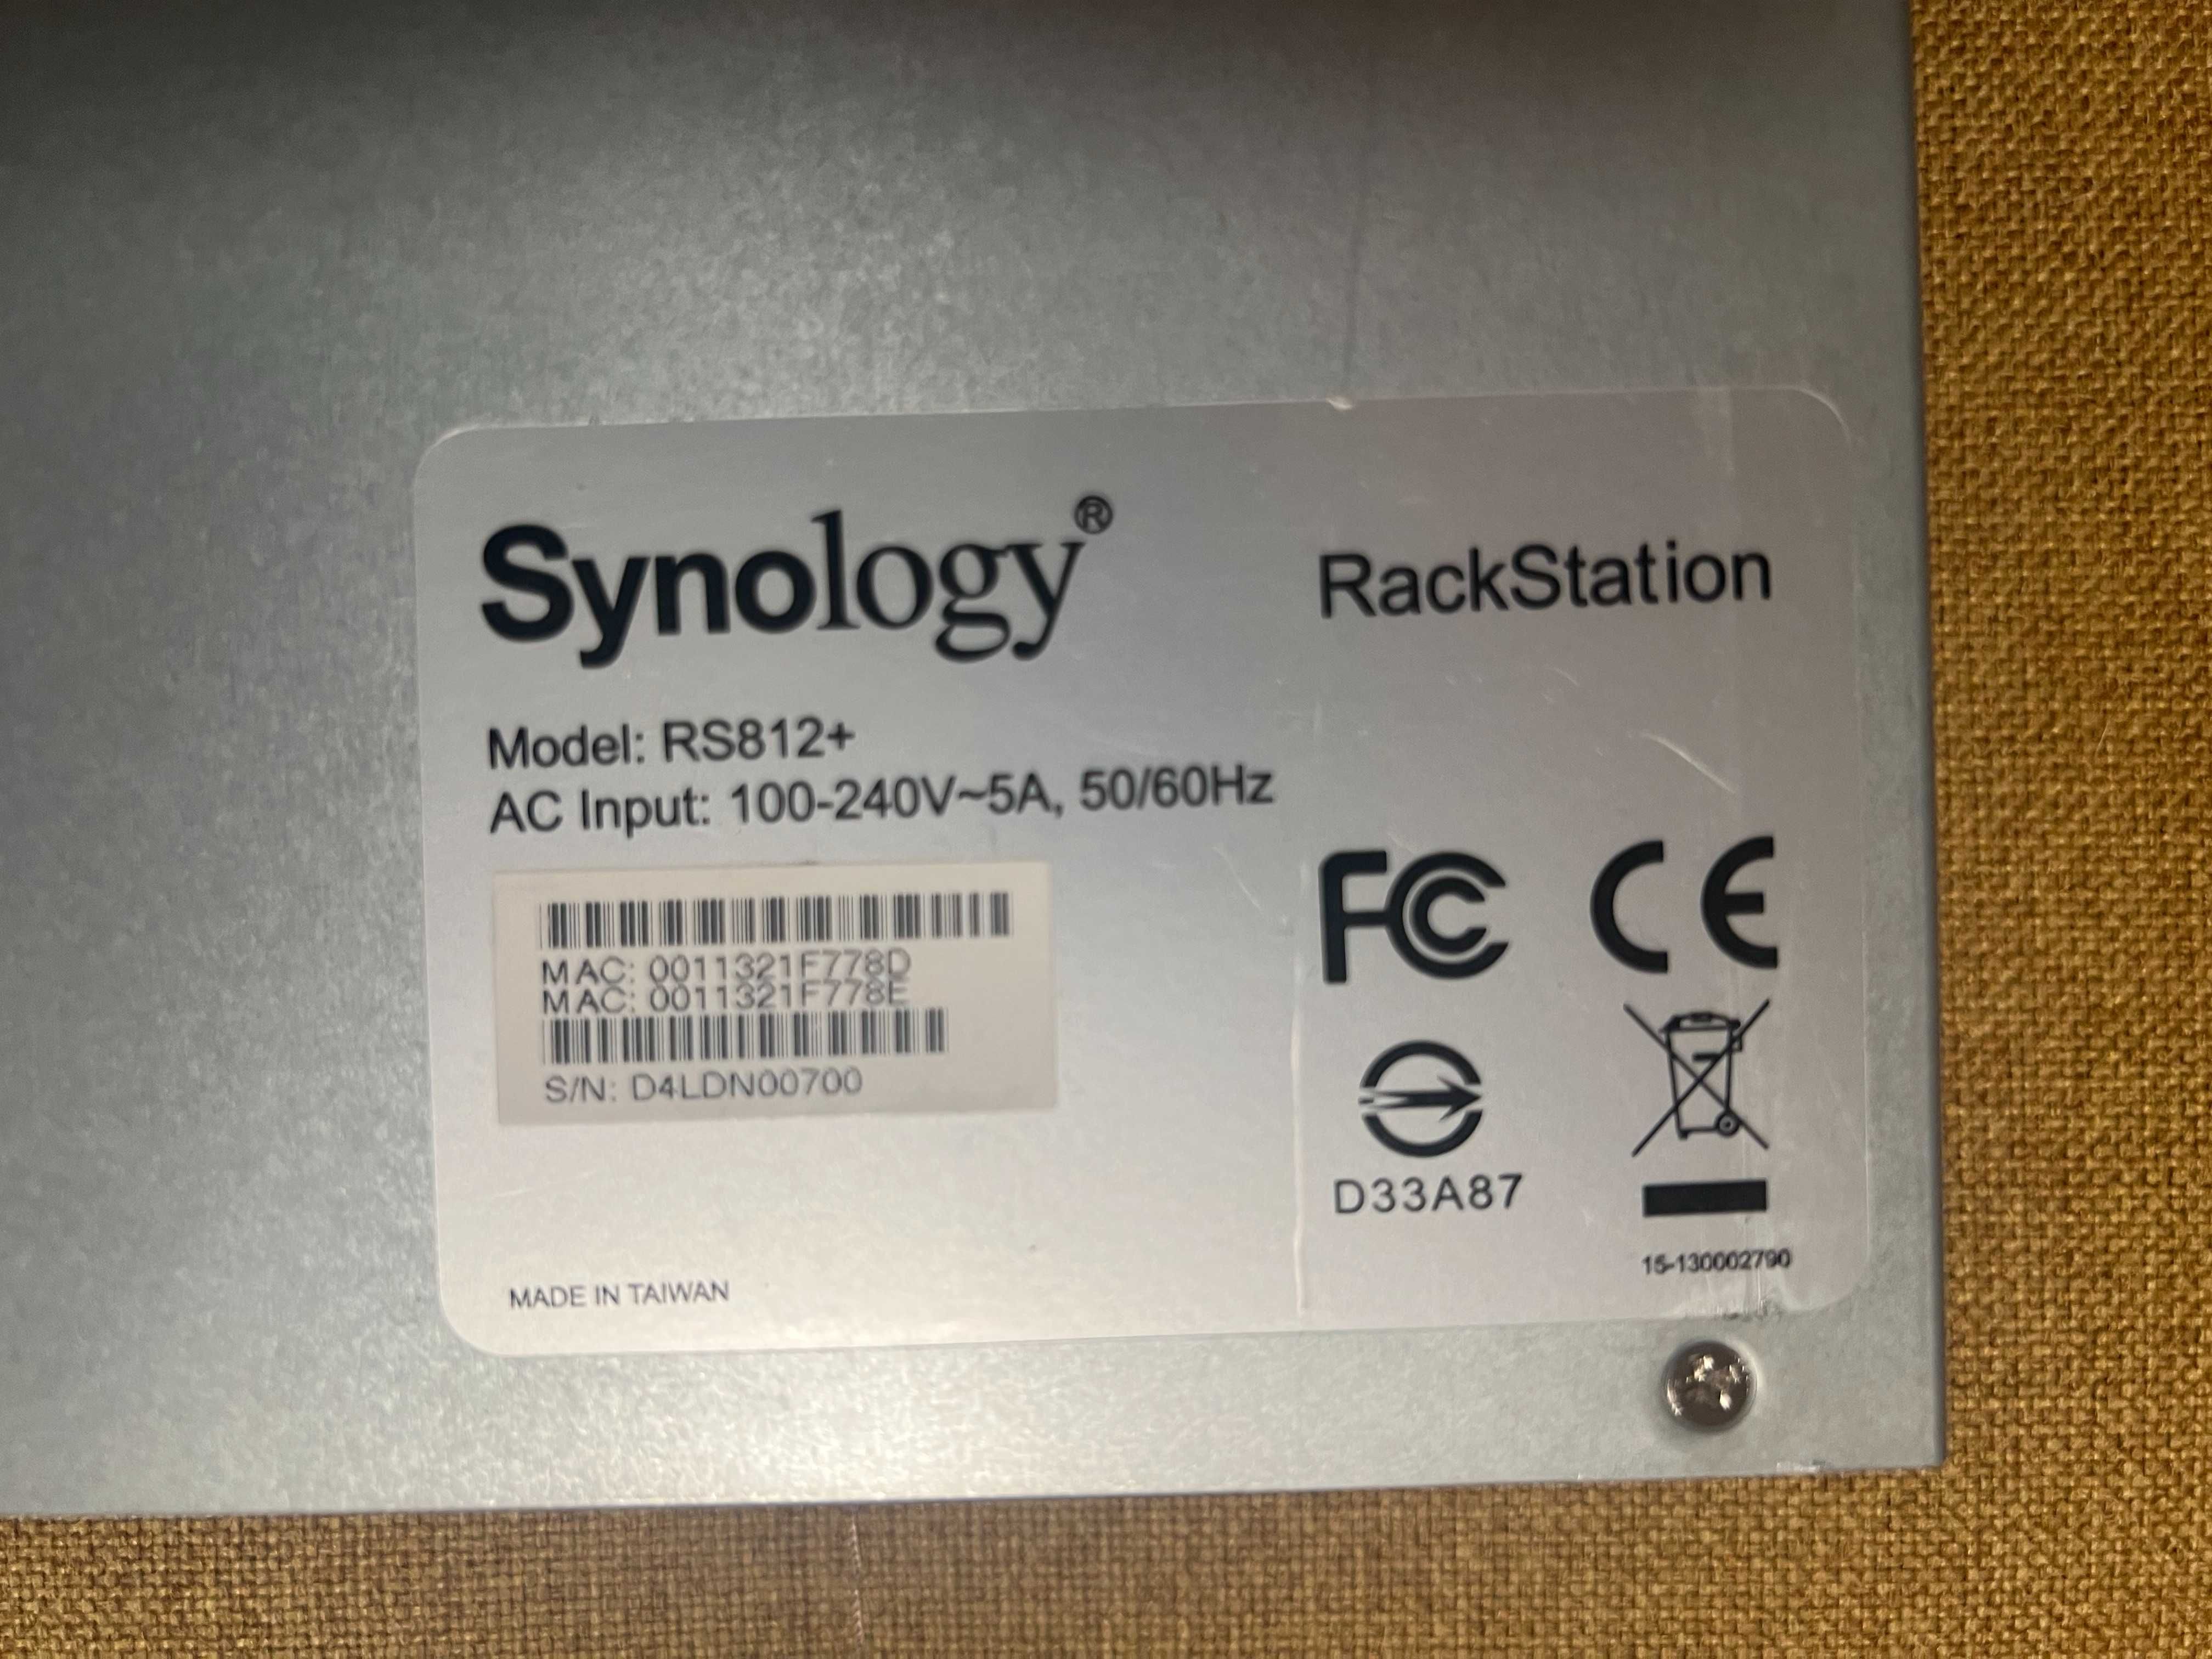 Synology®
RackStation
Model: RS812+
AC Input: 100-240V~5A, 50/60Hz
MAC: 0011321F778D
MAC: 0011321F778E
S/N: D4LDN00700
FC CE
D33A87
15-130002790
MADE IN TAIWAN